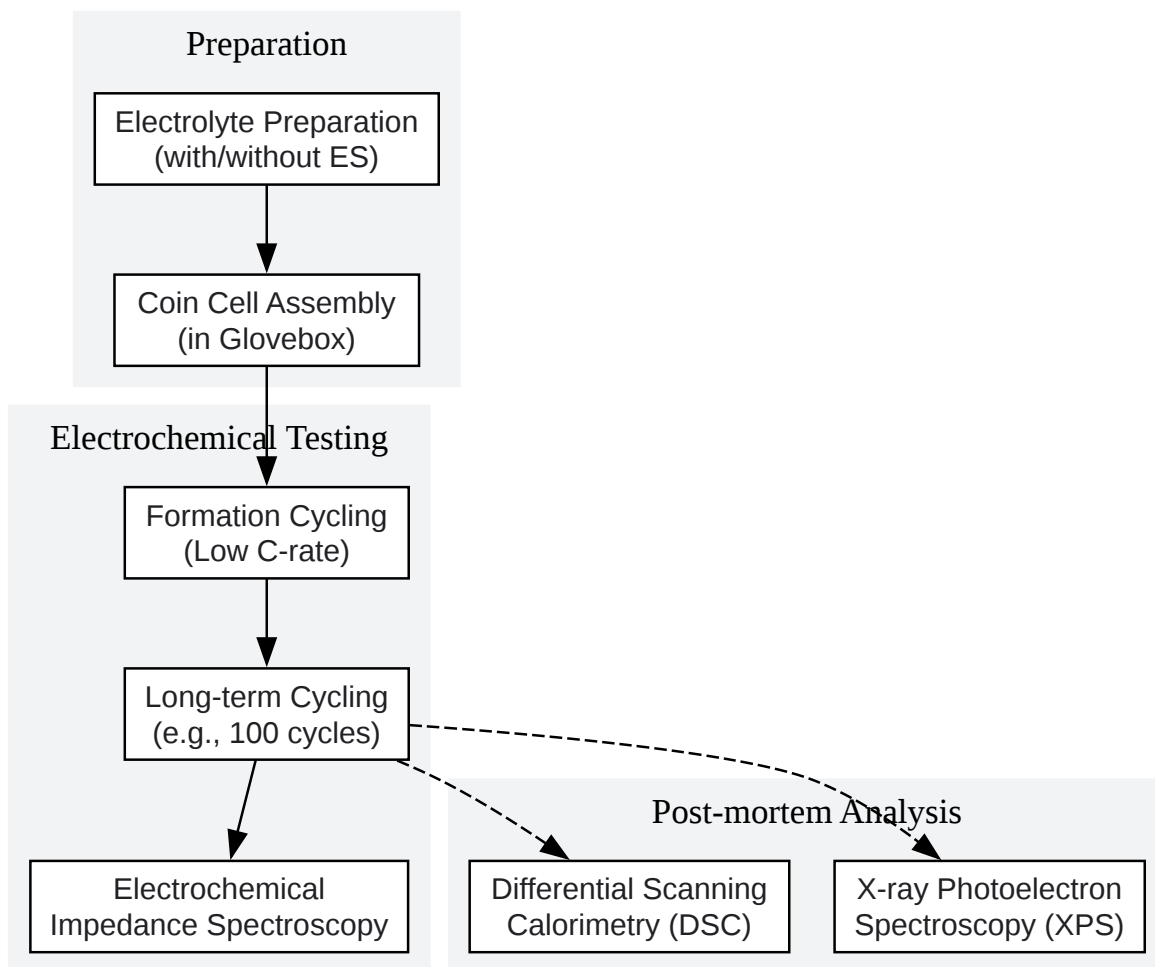 Preparation
Electrolyte Preparation
(with/without ES)
Coin Cell Assembly
(in Glovebox)
Electrochemical Testing
Formation Cycling
(Low C-rate)
Long-term Cycling
(e.g., 100 cycles)
Electrochemical
Impedance Spectroscopy
Post-mortem Analysis
Differential Scanning
Calorimetry (DSC)
X-ray Photoelectron
Spectroscopy (XPS)